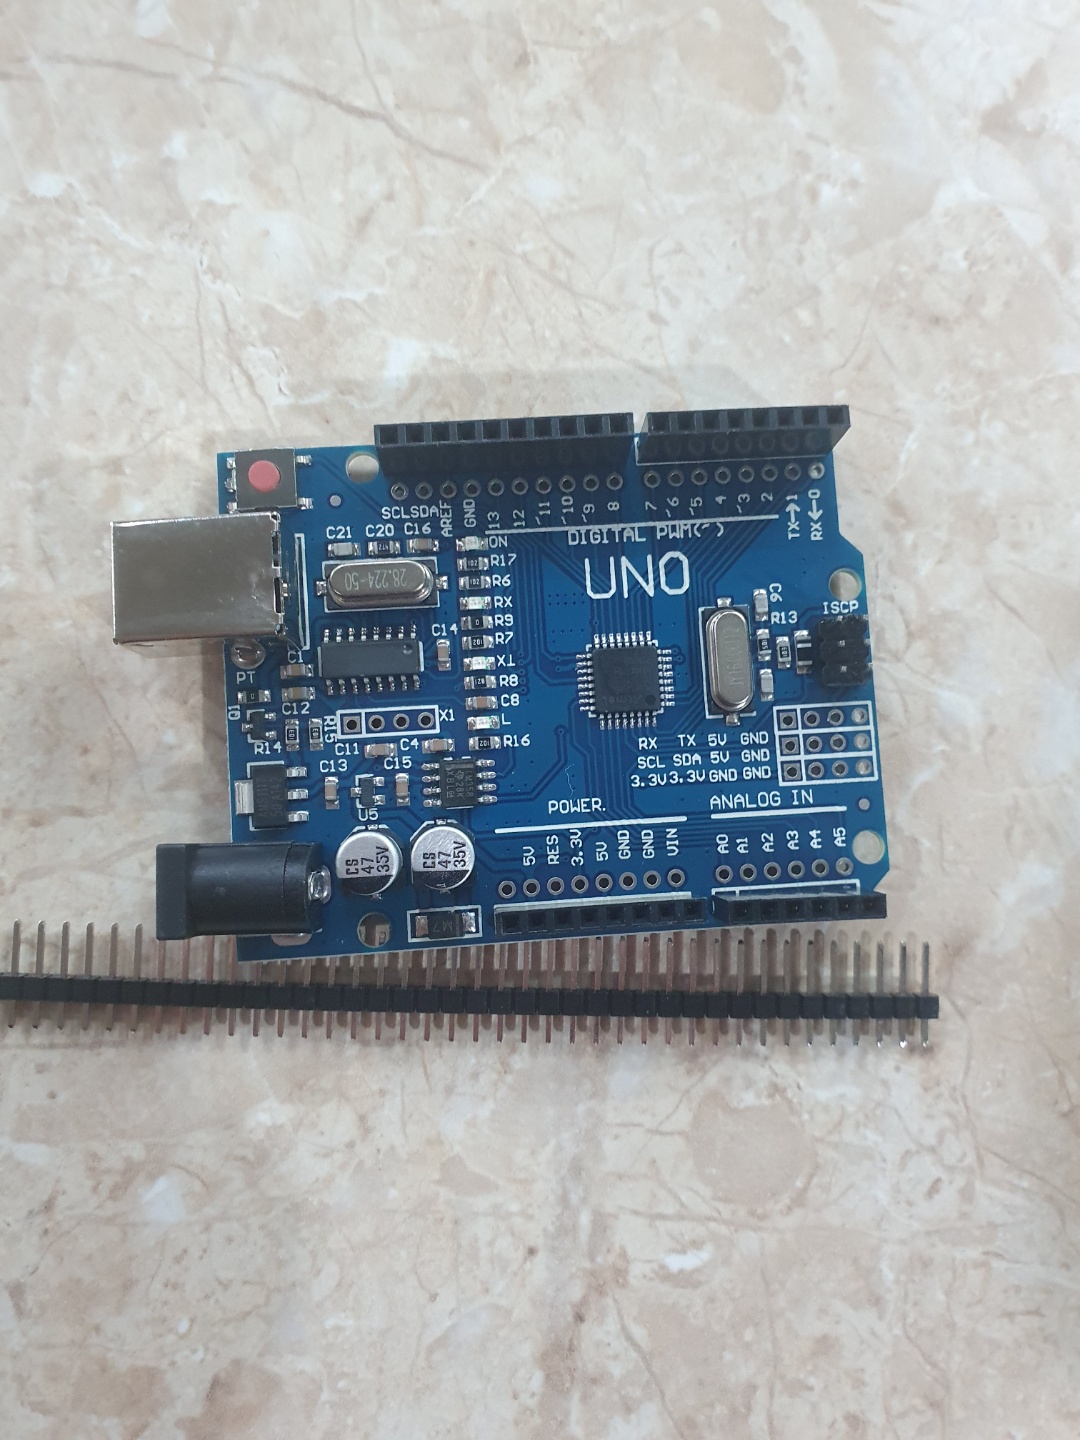 SCL SDA AREF GND 13 12 ~11 ~10 ~9 8 7 ~6 ~5 4 ~3 2 TX→1 RX←0
DIGITAL PWM(~)
UNO
C21 C20 C16
ON
R17
R6
RX
R9
R7
TX
R8
C8
L
R16
C14
C1
PT
C12
Q1
R14
R15
X1
C11
C4
C13
C15
U5
C9
R13
ISCP
RX TX 5V GND
SCL SDA 5V GND
3.3V 3.3V GND GND
POWER.
ANALOG IN
5V RES 3.3V 5V GND GND VIN
A0 A1 A2 A3 A4 A5
CS
47
35V
CS
47
35V
M7